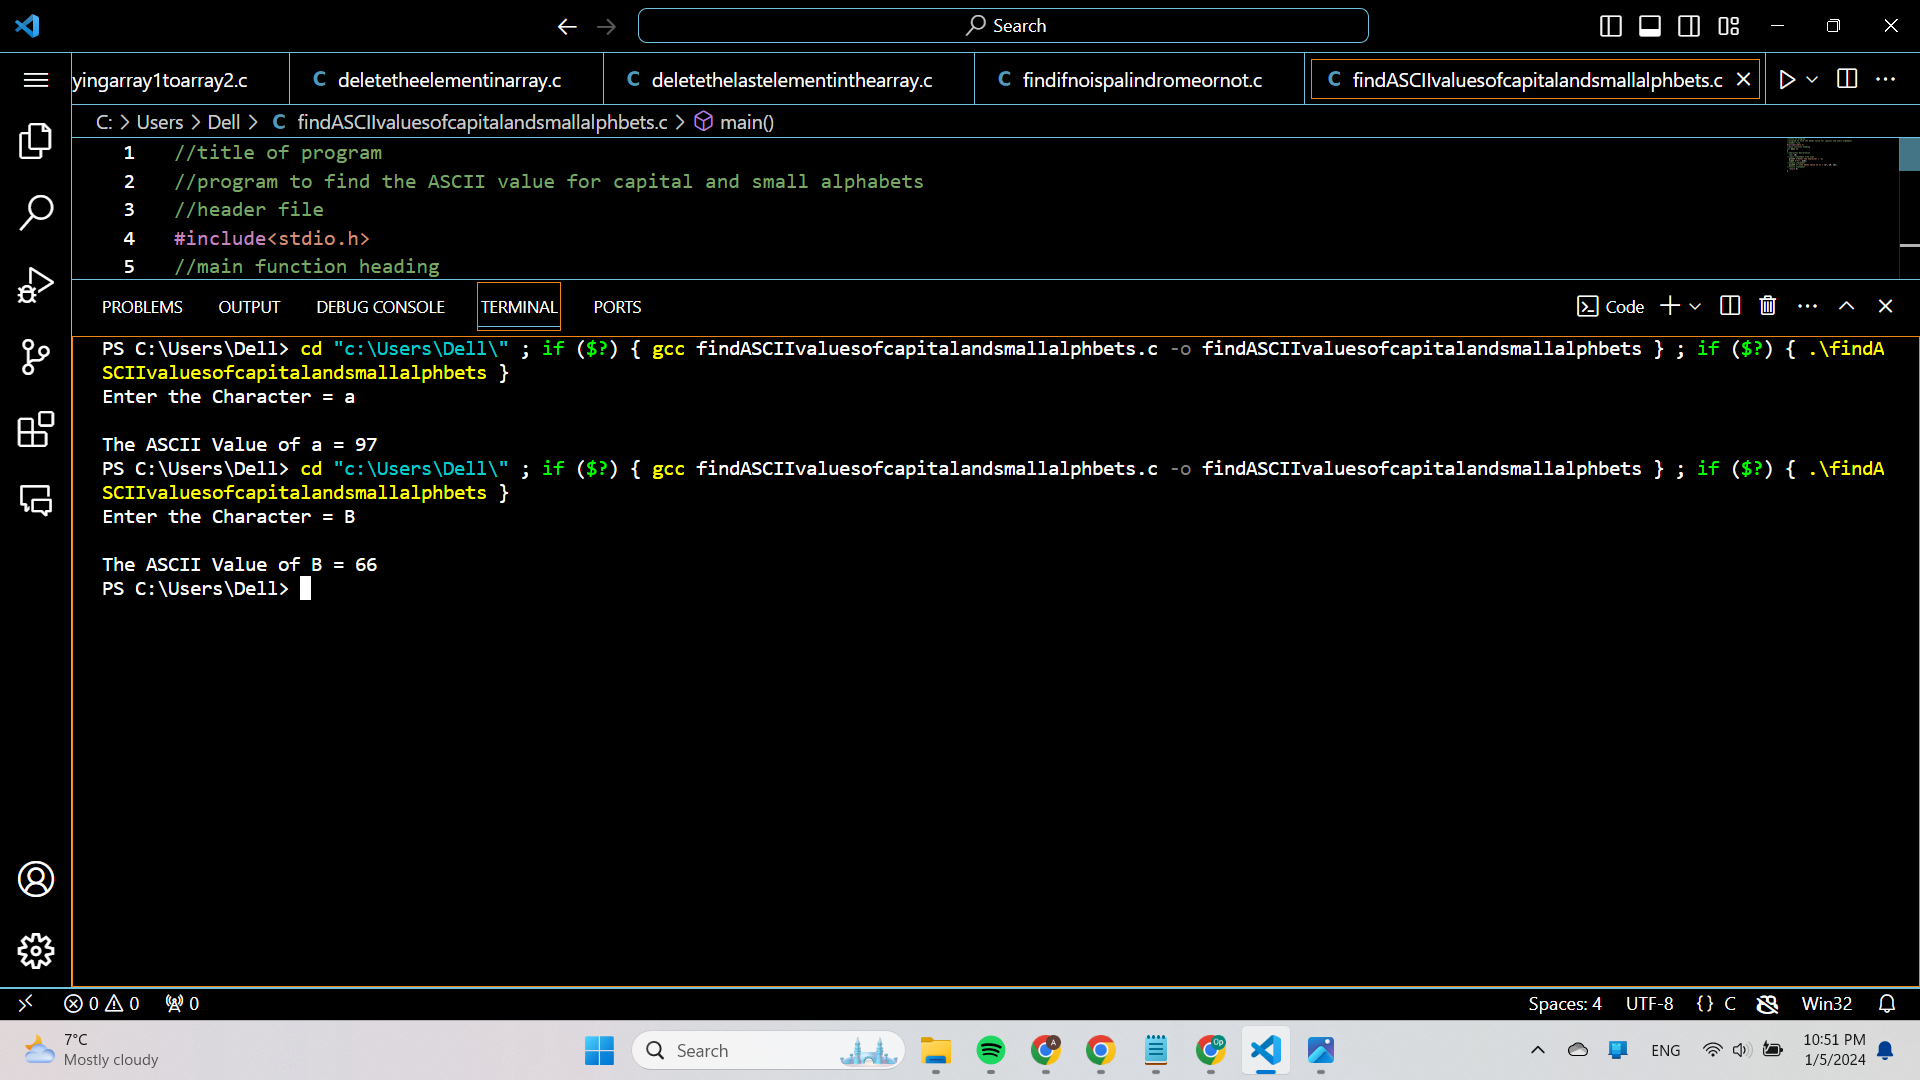 Search
yingarray1toarray2.c
C deletetheelementinarray.c
C deletethelastelementinthearray.c
C findifnoispalindromeornot.c
C findASCIIvaluesofcapitalandsmallalphbets.c
C: > Users > Dell > C findASCIIvaluesofcapitalandsmallalphbets.c > main()
1 //title of program
2 //program to find the ASCII value for capital and small alphabets
3 //header file
4 #include<stdio.h>
5 //main function heading
PROBLEMS OUTPUT DEBUG CONSOLE TERMINAL PORTS
Code
PS C:\Users\Dell> cd "c:\Users\Dell\" ; if ($?) { gcc findASCIIvaluesofcapitalandsmallalphbets.c -o findASCIIvaluesofcapitalandsmallalphbets } ; if ($?) { .\findA
SCIIvaluesofcapitalandsmallalphbets }
Enter the Character = a
The ASCII Value of a = 97
PS C:\Users\Dell> cd "c:\Users\Dell\" ; if ($?) { gcc findASCIIvaluesofcapitalandsmallalphbets.c -o findASCIIvaluesofcapitalandsmallalphbets } ; if ($?) { .\findA
SCIIvaluesofcapitalandsmallalphbets }
Enter the Character = B
The ASCII Value of B = 66
PS C:\Users\Dell>
0 0 0
Spaces: 4 UTF-8 {} C Win32
7°C
Mostly cloudy
Search
A
Op
ENG
10:51 PM
1/5/2024